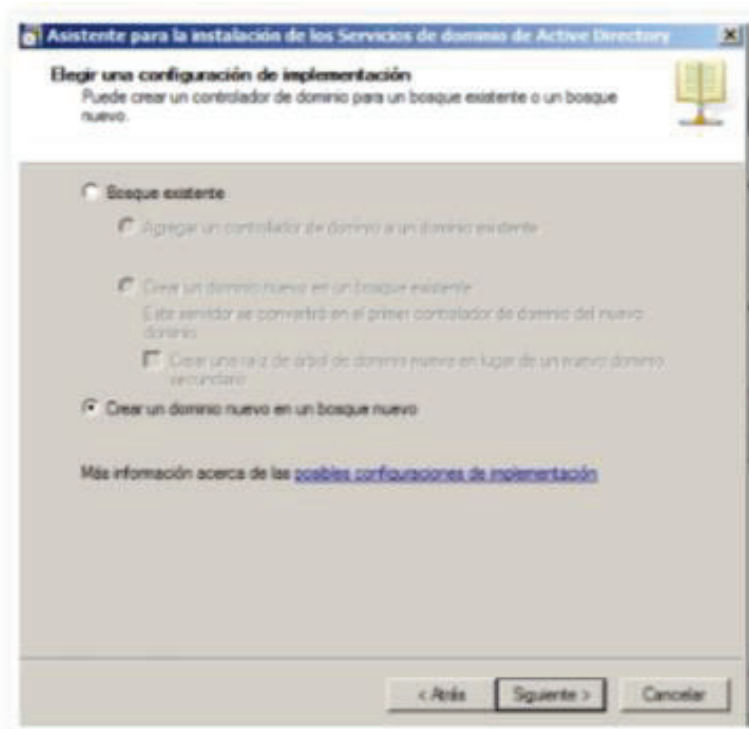 Asistente para la instalación de los Servicios de dominio de Active Directory
Elegir una configuración de implementación
Puede crear un controlador de dominio para un bosque existente o un bosque
nuevo.
Bosque existente
Agregar un controlador de dominio a un dominio existente
Crear un dominio nuevo en un bosque existente
Este servidor se convertirá en el primer controlador de dominio del nuevo
dominio.
Crear una raíz de árbol de dominio nuevo en lugar de un nuevo dominio
secundario
Crear un dominio nuevo en un bosque nuevo
Más información acerca de las posibles configuraciones de implementación
< Atrás
Siguiente >
Cancelar